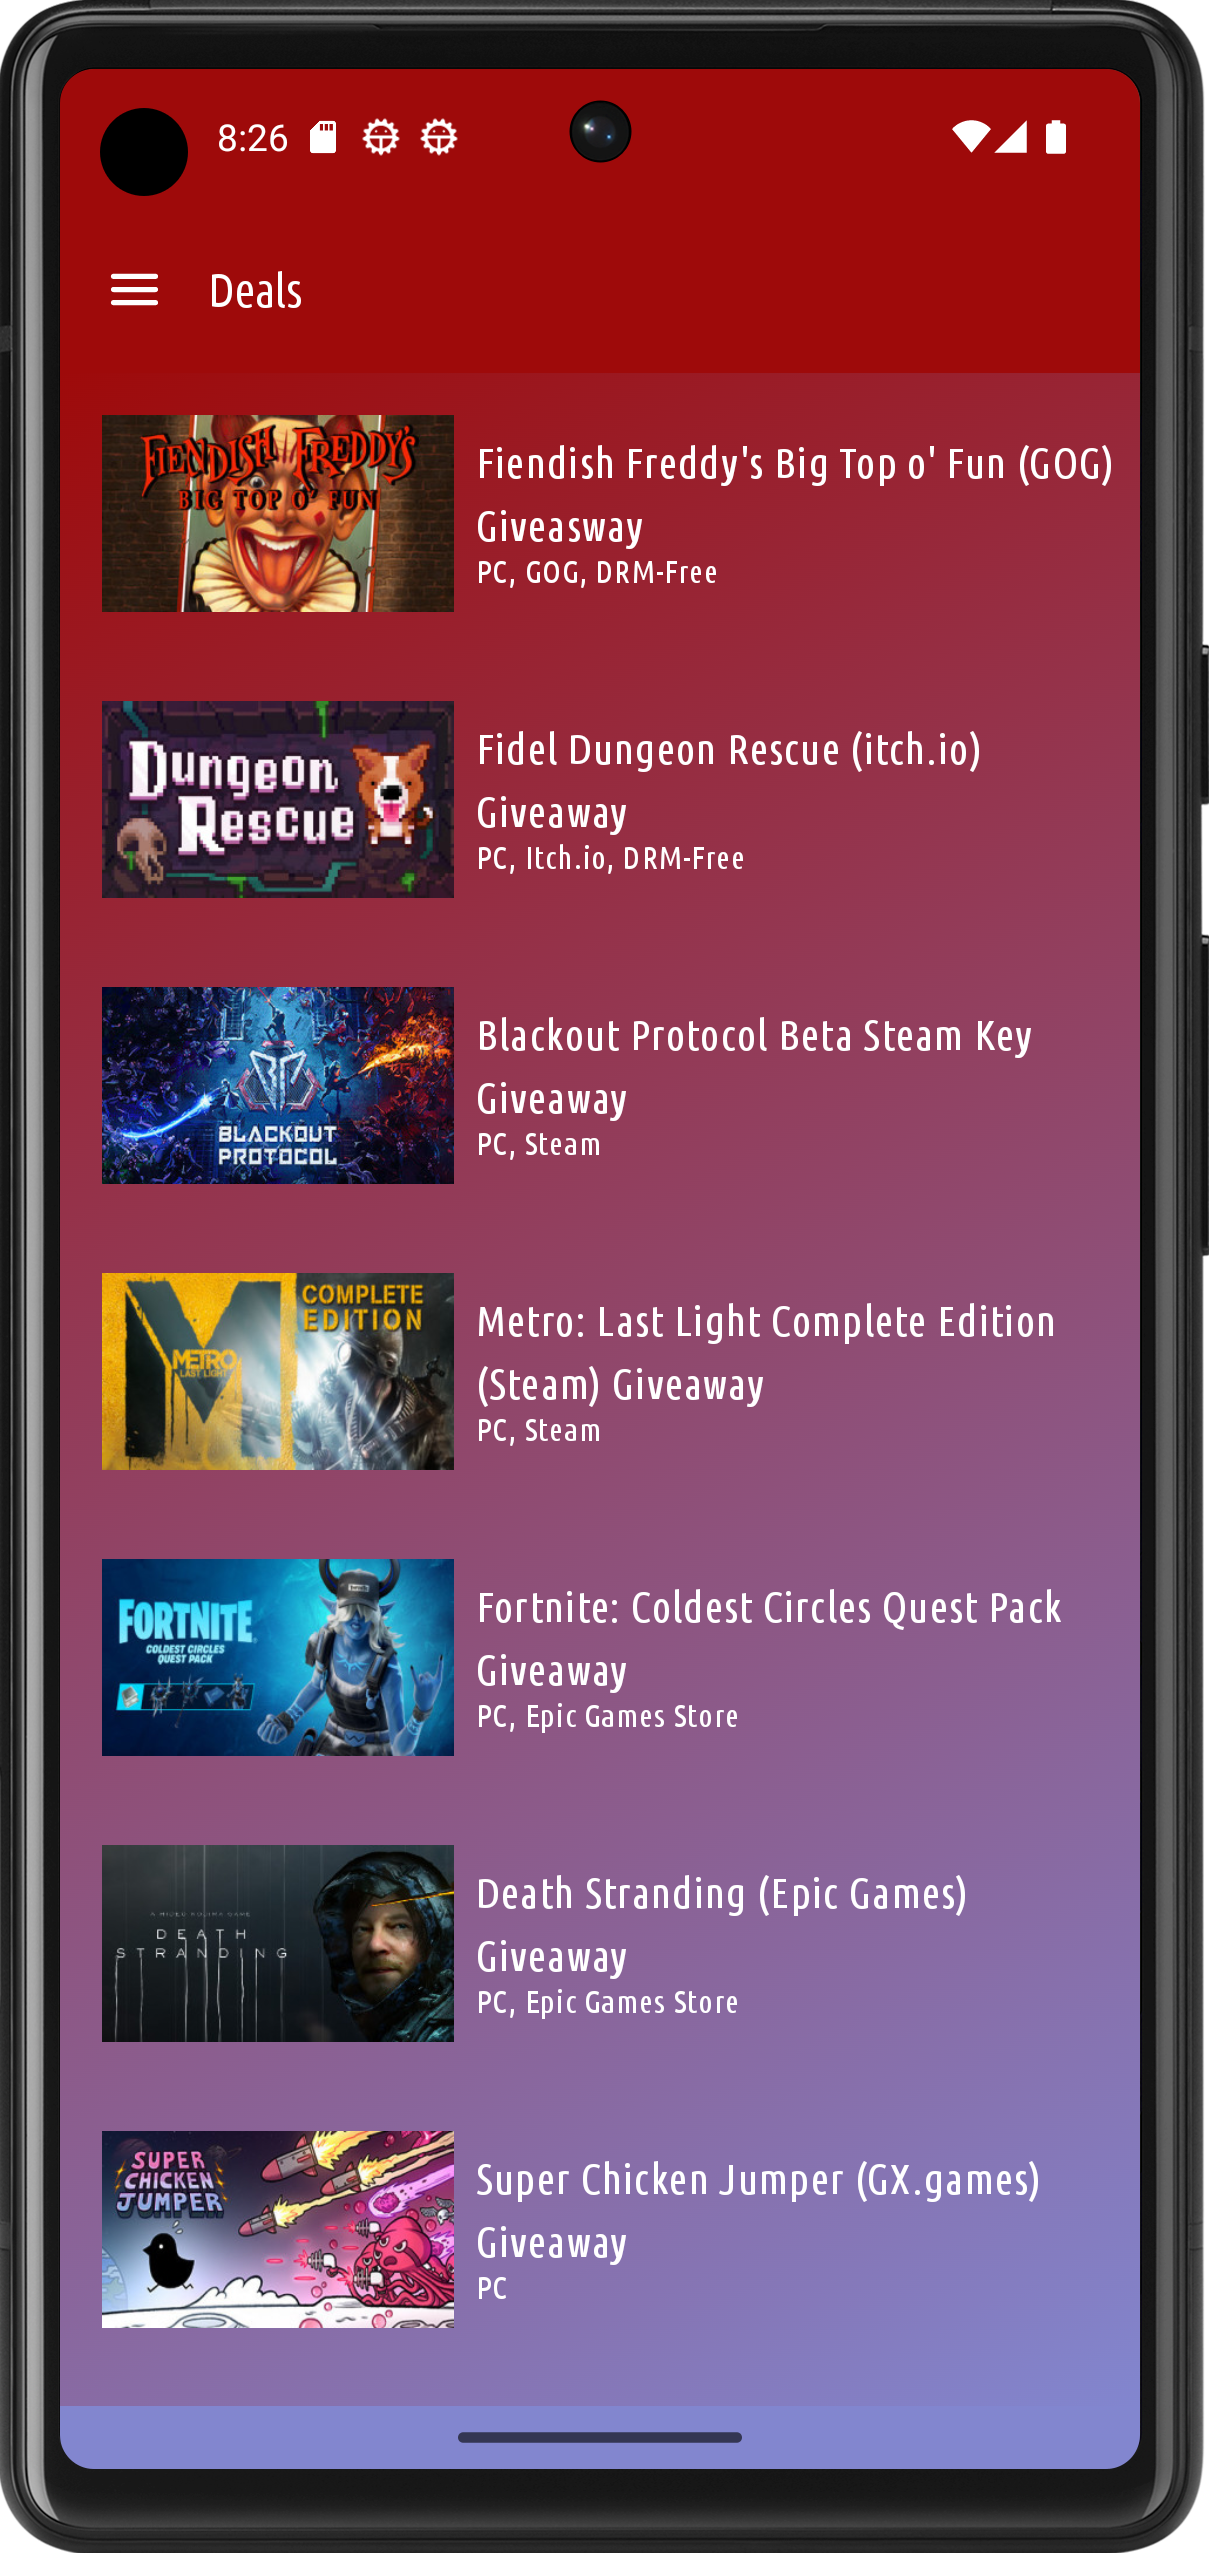 8:26
Deals
FIENDISH FREDDY'S
BIG TOP O' FUN
Fiendish Freddy's Big Top o' Fun (GOG)
Giveasway
PC, GOG, DRM-Free
Dungeon
Rescue
Fidel Dungeon Rescue (itch.io)
Giveaway
PC, Itch.io, DRM-Free
BLACKOUT
PROTOCOL
Blackout Protocol Beta Steam Key
Giveaway
PC, Steam
METRO
LAST LIGHT
COMPLETE
EDITION
Metro: Last Light Complete Edition
(Steam) Giveaway
PC, Steam
FORTNITE
COLDEST CIRCLES
QUEST PACK
Fortnite: Coldest Circles Quest Pack
Giveaway
PC, Epic Games Store
A HIDEO KOJIMA GAME
DEATH
STRANDING
Death Stranding (Epic Games)
Giveaway
PC, Epic Games Store
SUPER
CHICKEN
JUMPER
Super Chicken Jumper (GX.games)
Giveaway
PC